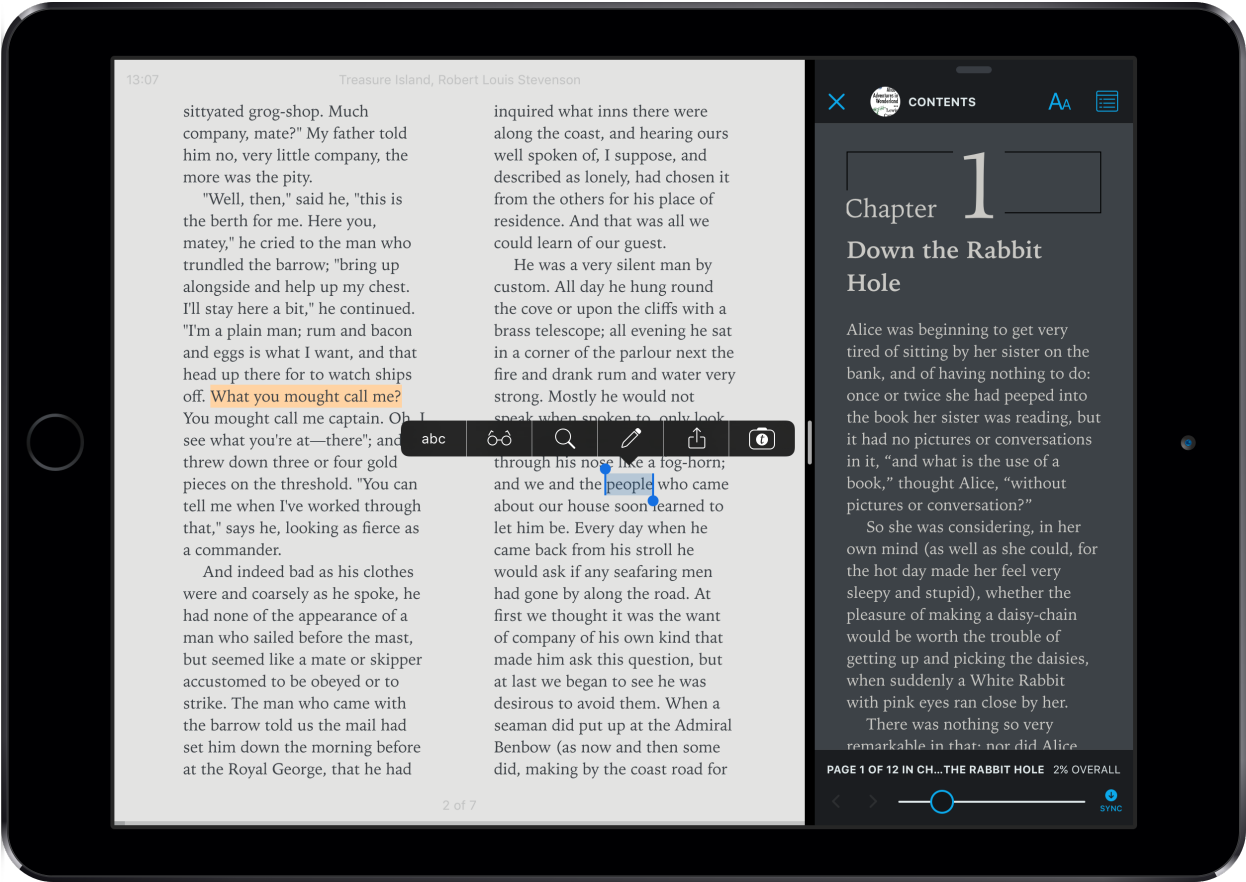 13:07
Treasure Island, Robert Louis Stevenson
sittyated grog-shop. Much
company, mate?" My father told
him no, very little company, the
more was the pity.
"Well, then," said he, "this is
the berth for me. Here you,
matey," he cried to the man who
trundled the barrow; "bring up
alongside and help up my chest.
I'll stay here a bit," he continued.
"I'm a plain man; rum and bacon
and eggs is what I want, and that
head up there for to watch ships
off. What you mought call me?
You mought call me captain. Oh, I
see what you're at—there"; and
threw down three or four gold
pieces on the threshold. "You can
tell me when I've worked through
that," says he, looking as fierce as
a commander.
And indeed bad as his clothes
were and coarsely as he spoke, he
had none of the appearance of a
man who sailed before the mast,
but seemed like a mate or skipper
accustomed to be obeyed or to
strike. The man who came with
the barrow told us the mail had
set him down the morning before
at the Royal George, that he had
inquired what inns there were
along the coast, and hearing ours
well spoken of, I suppose, and
described as lonely, had chosen it
from the others for his place of
residence. And that was all we
could learn of our guest.
He was a very silent man by
custom. All day he hung round
the cove or upon the cliffs with a
brass telescope; all evening he sat
in a corner of the parlour next the
fire and drank rum and water very
strong. Mostly he would not
speak when spoken to, only look
abc
through his nose like a fog-horn;
and we and the people who came
about our house soon learned to
let him be. Every day when he
came back from his stroll he
would ask if any seafaring men
had gone by along the road. At
first we thought it was the want
of company of his own kind that
made him ask this question, but
at last we began to see he was
desirous to avoid them. When a
seaman did put up at the Admiral
Benbow (as now and then some
did, making by the coast road for
2 of 7
Adventures in
Wonderland
CONTENTS
AA
Chapter 1
Down the Rabbit
Hole
Alice was beginning to get very
tired of sitting by her sister on the
bank, and of having nothing to do:
once or twice she had peeped into
the book her sister was reading, but
it had no pictures or conversations
in it, “and what is the use of a
book,” thought Alice, “without
pictures or conversation?”
So she was considering, in her
own mind (as well as she could, for
the hot day made her feel very
sleepy and stupid), whether the
pleasure of making a daisy-chain
would be worth the trouble of
getting up and picking the daisies,
when suddenly a White Rabbit
with pink eyes ran close by her.
There was nothing so very
remarkable in that; nor did Alice
PAGE 1 OF 12 IN CH...THE RABBIT HOLE 2% OVERALL
SYNC